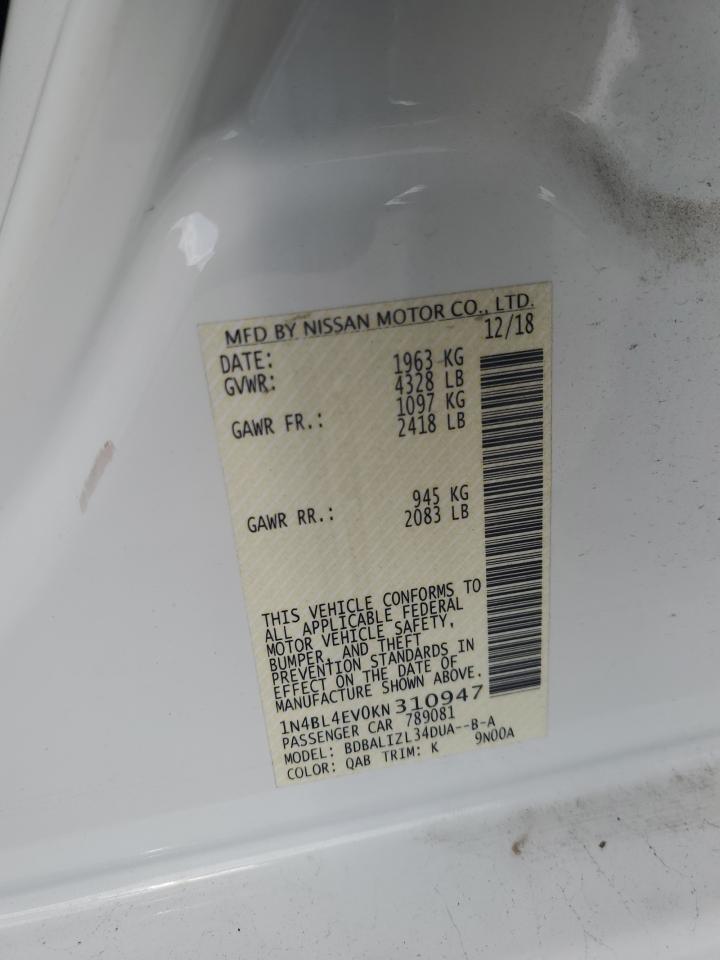 MFD BY NISSAN MOTOR CO., LTD.
DATE: 12/18
GVWR: 1963 KG
4328 LB
GAWR FR.: 1097 KG
2418 LB
GAWR RR.: 945 KG
2083 LB
THIS VEHICLE CONFORMS TO
ALL APPLICABLE FEDERAL
MOTOR VEHICLE SAFETY,
BUMPER, AND THEFT
PREVENTION STANDARDS IN
EFFECT ON THE DATE OF
MANUFACTURE SHOWN ABOVE.
1N4BL4EV0KN310947
PASSENGER CAR 789081
MODEL: BDBALIZL34DUA--B-A
COLOR: QAB TRIM: K 9N00A